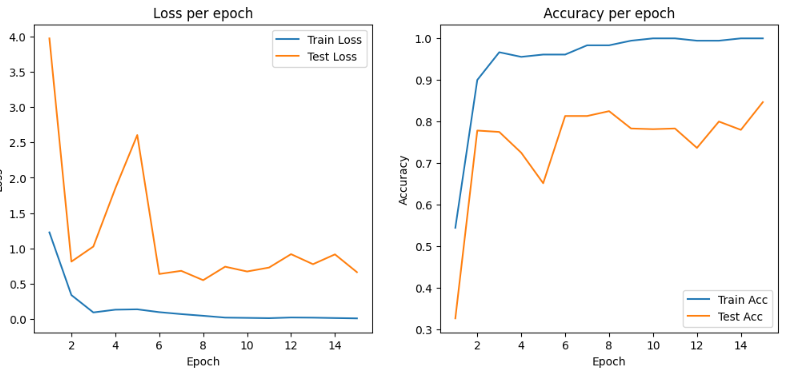 Loss per epoch
Train Loss
Test Loss
4.0
3.5
3.0
2.5
2.0
1.5
1.0
0.5
0.0
Loss
2 4 6 8 10 12 14
Epoch
Accuracy per epoch
1.0
0.9
0.8
0.7
0.6
0.5
0.4
0.3
Accuracy
Train Acc
Test Acc
2 4 6 8 10 12 14
Epoch